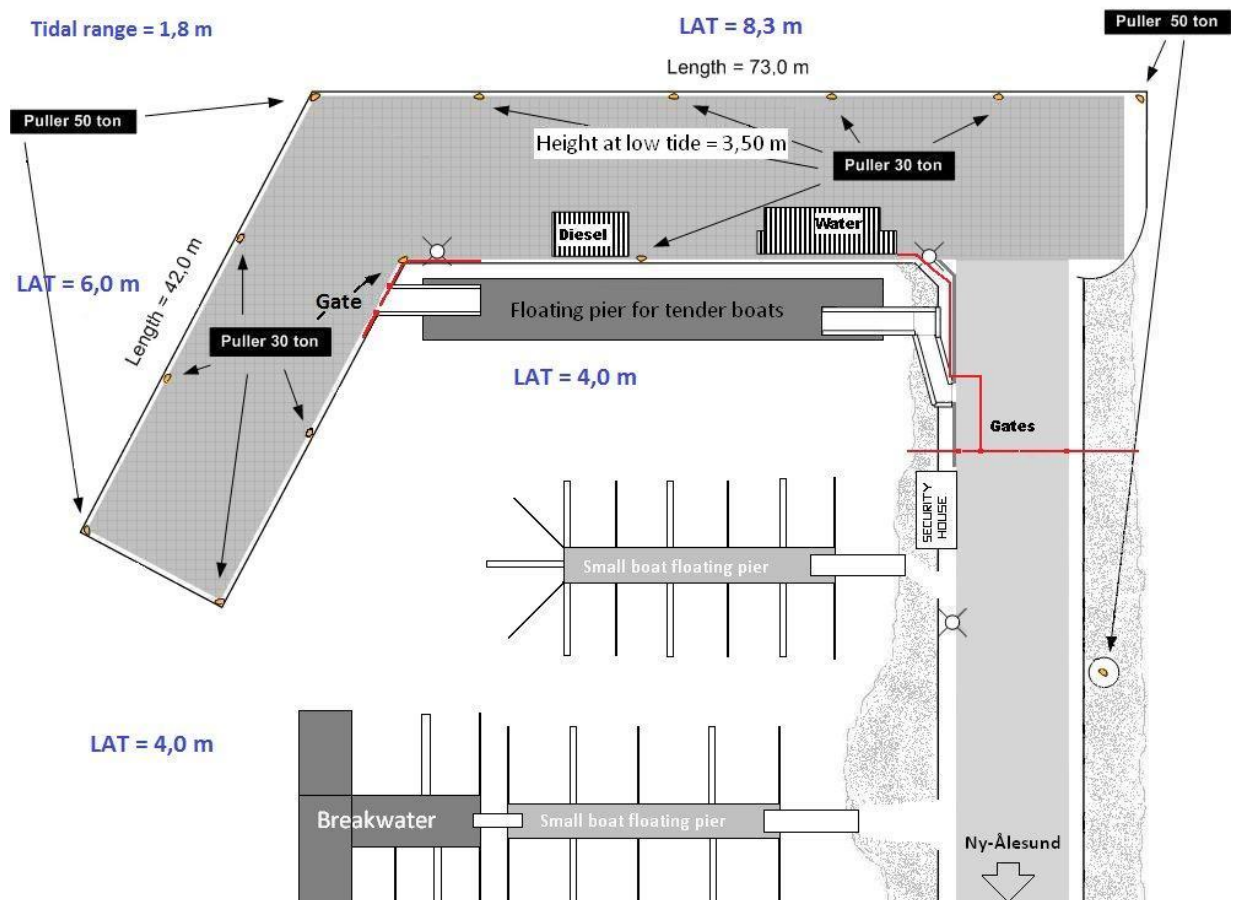 Tidal range = 1,8 m
LAT = 8,3 m
Puller 50 ton
Length = 73,0 m
Puller 50 ton
Height at low tide = 3,50 m
Puller 30 ton
Diesel
Water
LAT = 6,0 m
Length = 42,0 m
Gate
Floating pier for tender boats
Puller 30 ton
LAT = 4,0 m
Gates
SECURITY
HOUSE
Small boat floating pier
LAT = 4,0 m
Breakwater
Small boat floating pier
Ny-Ålesund